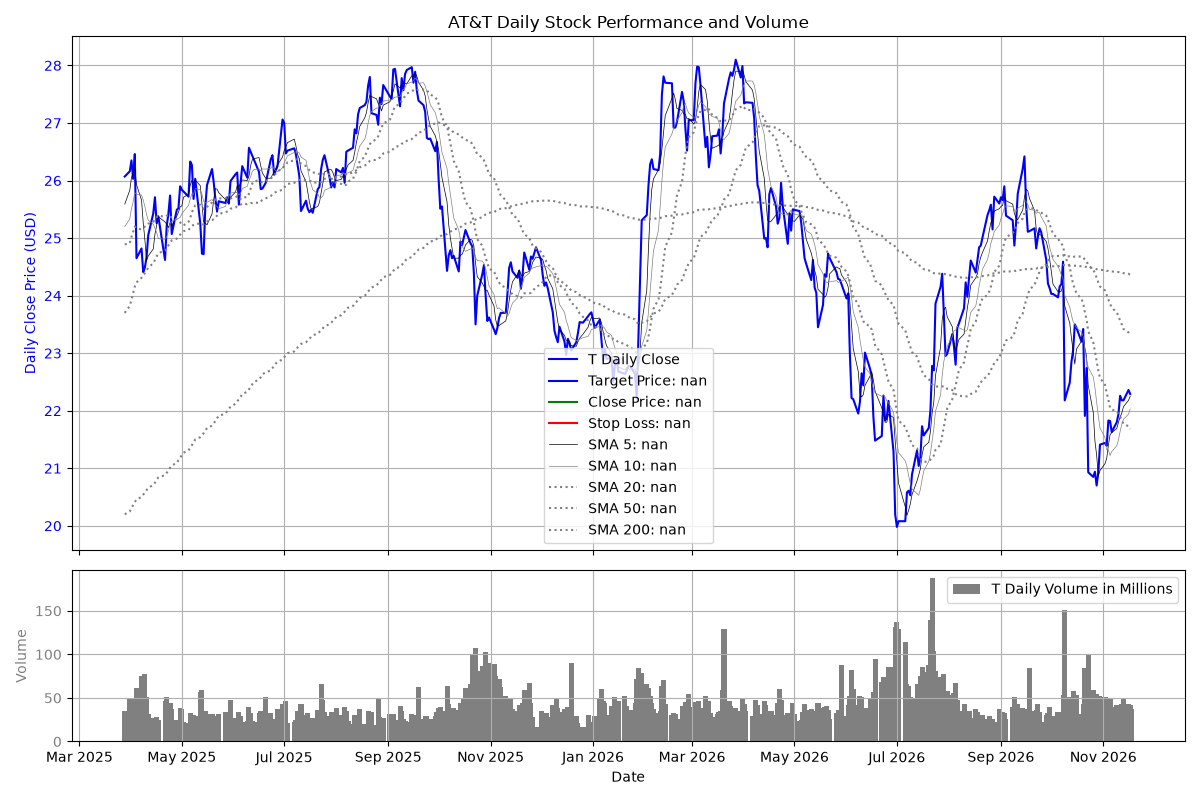 AT&T Daily Stock Performance and Volume
Daily Close Price (USD)
28
27
26
25
24
23
22
21
20
T Daily Close
Target Price: nan
Close Price: nan
Stop Loss: nan
SMA 5: nan
SMA 10: nan
SMA 20: nan
SMA 50: nan
SMA 200: nan
Volume
150
100
50
0
T Daily Volume in Millions
Mar 2025 May 2025 Jul 2025 Sep 2025 Nov 2025 Jan 2026 Mar 2026 May 2026 Jul 2026 Sep 2026 Nov 2026
Date